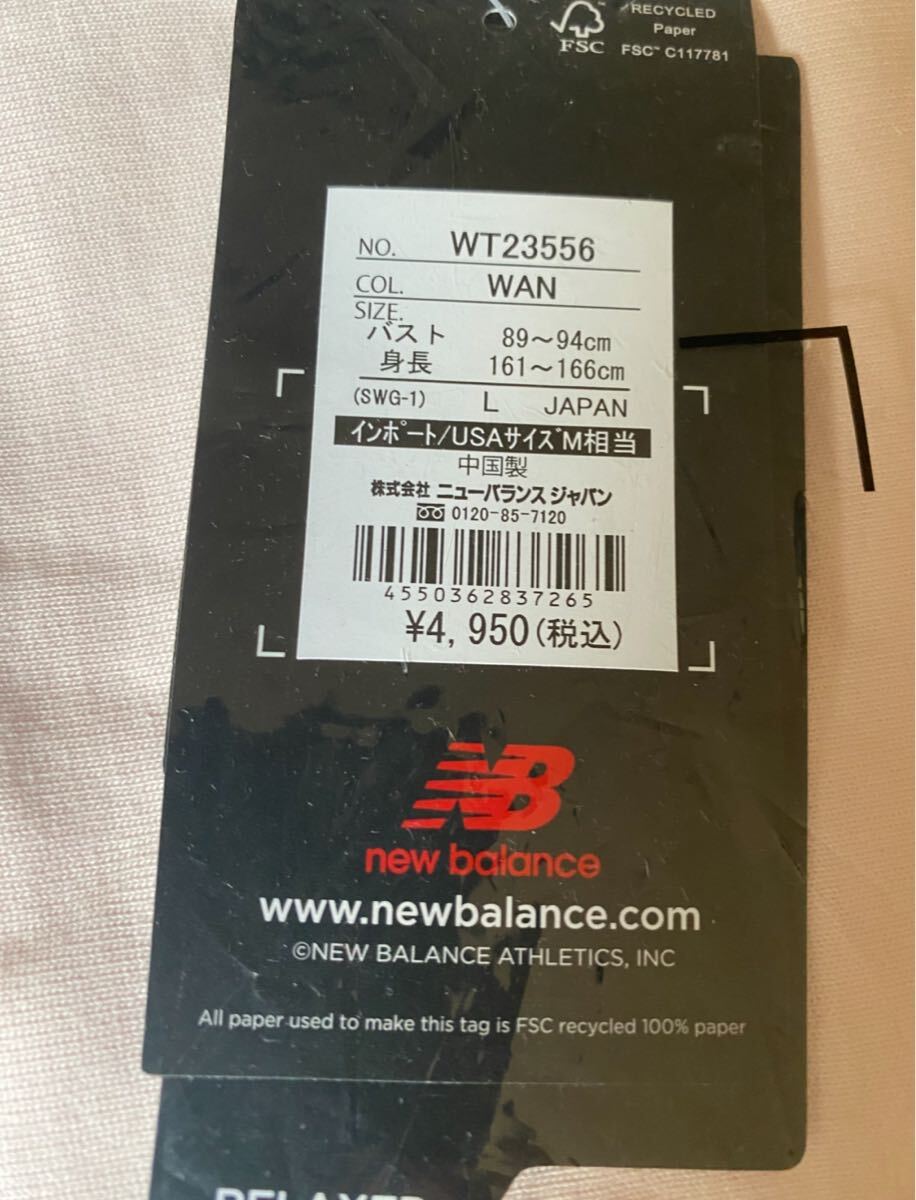 RECYCLED
Paper
FSC
FSC™ C117781
NO. WT23556
COL. WAN
SIZE.
バスト 89～94cm
身長 161～166cm
(SWG-1) L JAPAN
インポート/USAサイズM相当
中国製
株式会社 ニューバランス ジャパン
0120-85-7120
4550362837265
¥4,950(税込)
NB
new balance
www.newbalance.com
©NEW BALANCE ATHLETICS, INC
All paper used to make this tag is FSC recycled 100% paper
RELAXED